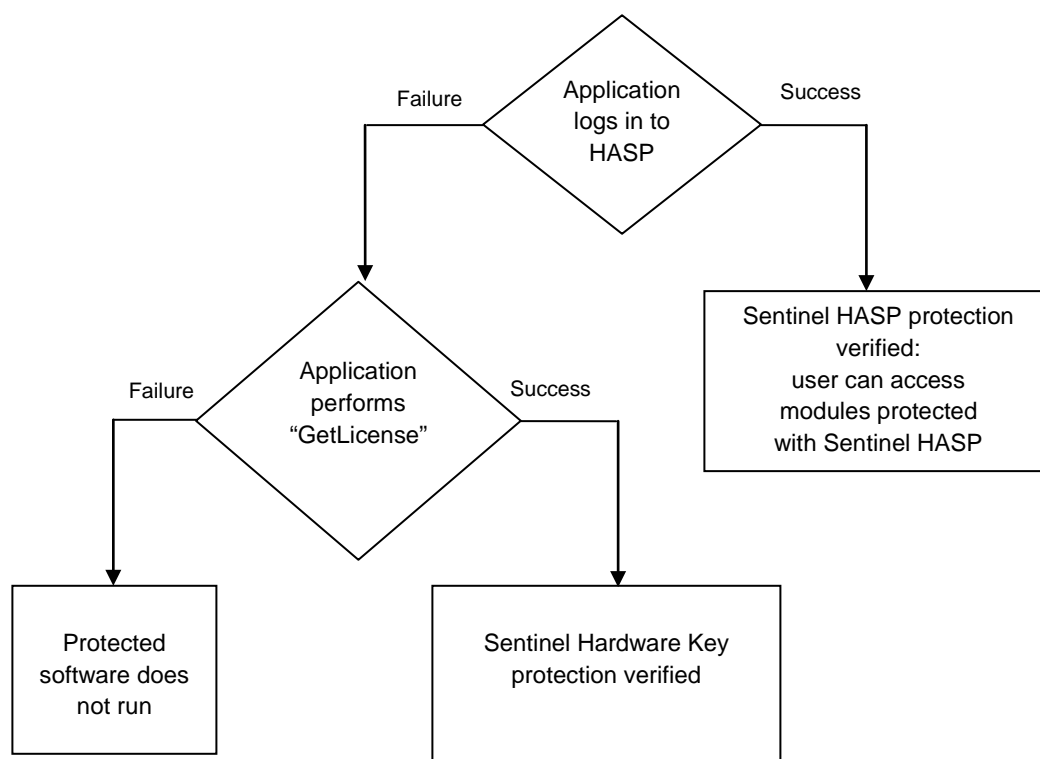 Failure
Application
logs in to
HASP
Success
Sentinel HASP protection
verified:
user can access
modules protected
with Sentinel HASP
Failure
Application
performs
“GetLicense”
Success
Protected
software does
not run
Sentinel Hardware Key
protection verified